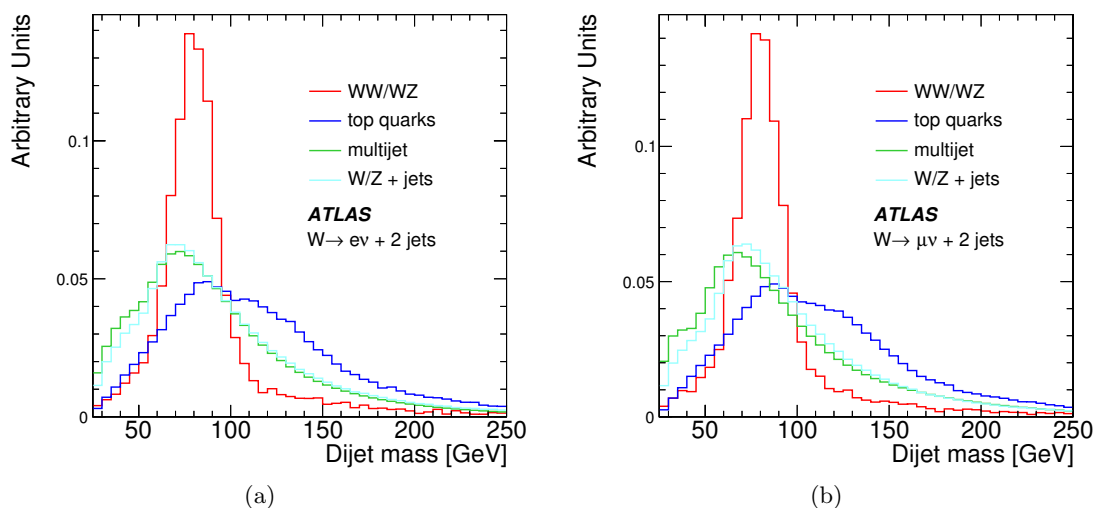 Arbitrary Units
0.1
0.05
0
WW/WZ
top quarks
multijet
W/Z + jets
ATLAS
W→ eν + 2 jets
50 100 150 200 250
Dijet mass [GeV]
(a)
Arbitrary Units
0.1
0.05
0
WW/WZ
top quarks
multijet
W/Z + jets
ATLAS
W→ μν + 2 jets
50 100 150 200 250
Dijet mass [GeV]
(b)